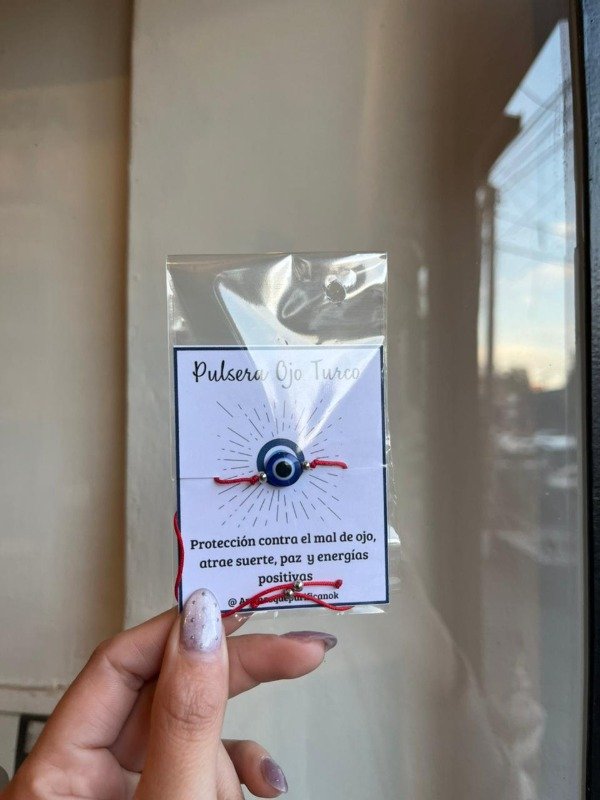 Pulsera Ojo Turco
Protección contra el mal de ojo,
atrae suerte, paz y energías
positivas
@